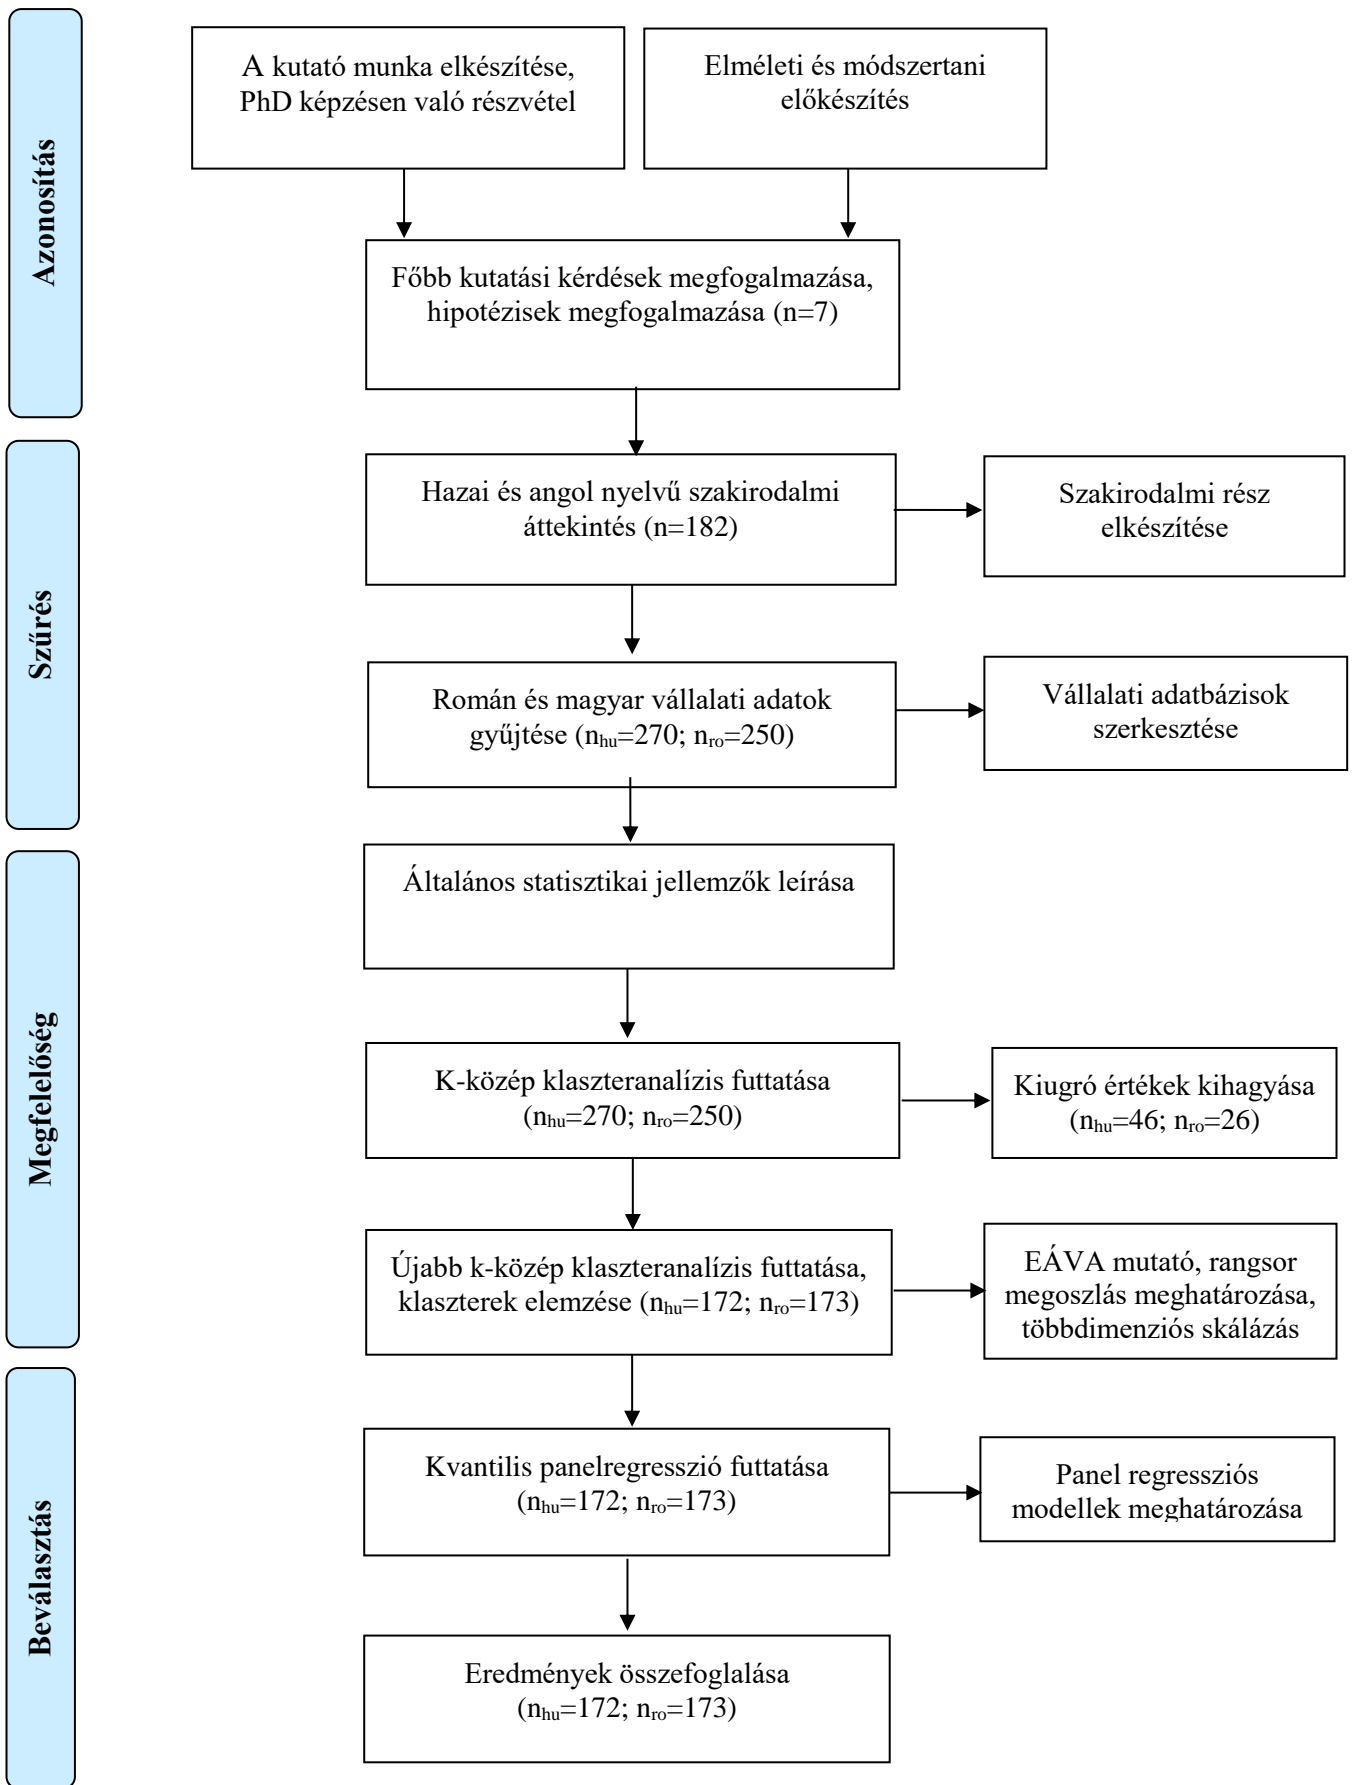 Azonosítás
A kutató munka elkészítése,
PhD képzésen való részvétel
Elméleti és módszertani
előkészítés
Főbb kutatási kérdések megfogalmazása,
hipotézisek megfogalmazása (n=7)
Szűrés
Hazai és angol nyelvű szakirodalmi
áttekintés (n=182)
Szakirodalmi rész
elkészítése
Román és magyar vállalati adatok
gyűjtése (nhu=270; nro=250)
Vállalati adatbázisok
szerkesztése
Megfelelőség
Általános statisztikai jellemzők leírása
K-közép klaszteranalízis futtatása
(nhu=270; nro=250)
Kiugró értékek kihagyása
(nhu=46; nro=26)
Újabb k-közép klaszteranalízis futtatása,
klaszterek elemzése (nhu=172; nro=173)
EÁVA mutató, rangsor
megoszlás meghatározása,
többdimenziós skálázás
Beválasztás
Kvantilis panelregresszió futtatása
(nhu=172; nro=173)
Panel regressziós
modellek meghatározása
Eredmények összefoglalása
(nhu=172; nro=173)